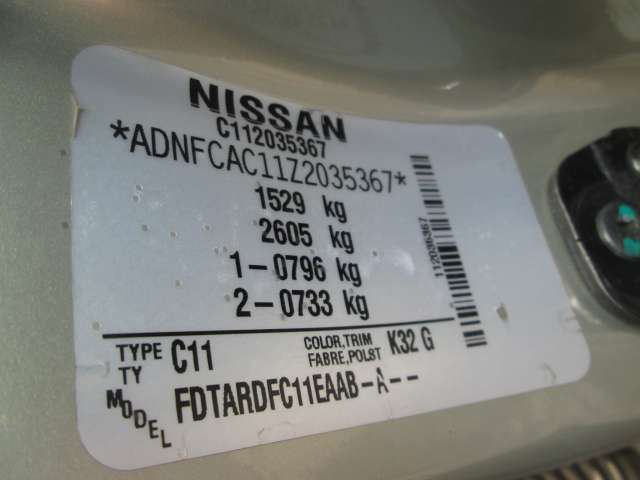 NISSAN
C112035367
*ADNFCAC11Z2035367*
1529 kg
2605 kg
1-0796 kg
2-0733 kg
112035367
TYPE
TY C11 COLOR,TRIM
FABRE,POLST K32 G
MODEL FDTARDFC11EAAB-A--